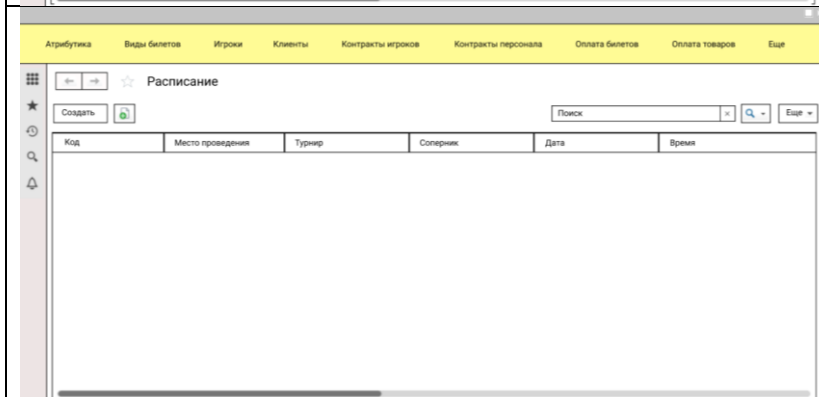 Атрибутика Виды билетов Игроки Клиенты Контракты игроков Контракты персонала Оплата билетов Оплата товаров Еще
Расписание
Создать Поиск Еще
Код Место проведения Турнир Соперник Дата Время